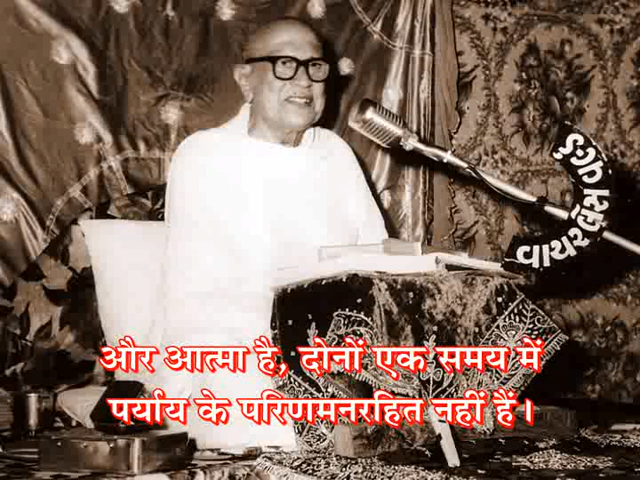 વાયરલેસ
और आत्मा है, दोनों एक समय में
पर्याय के परिणमनरहित नहीं हैं।